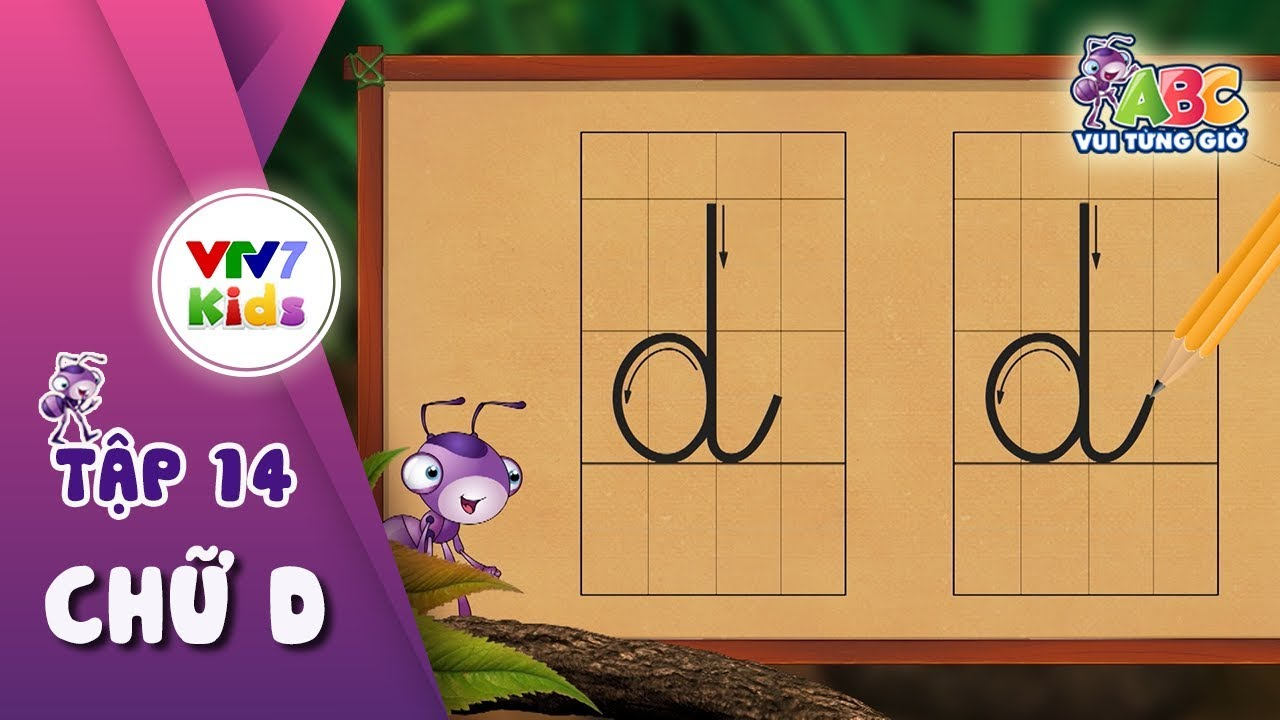 ABC
VUI TỪNG GIỜ
VTV7
Kids
TẬP 14
CHỮ D
d
d